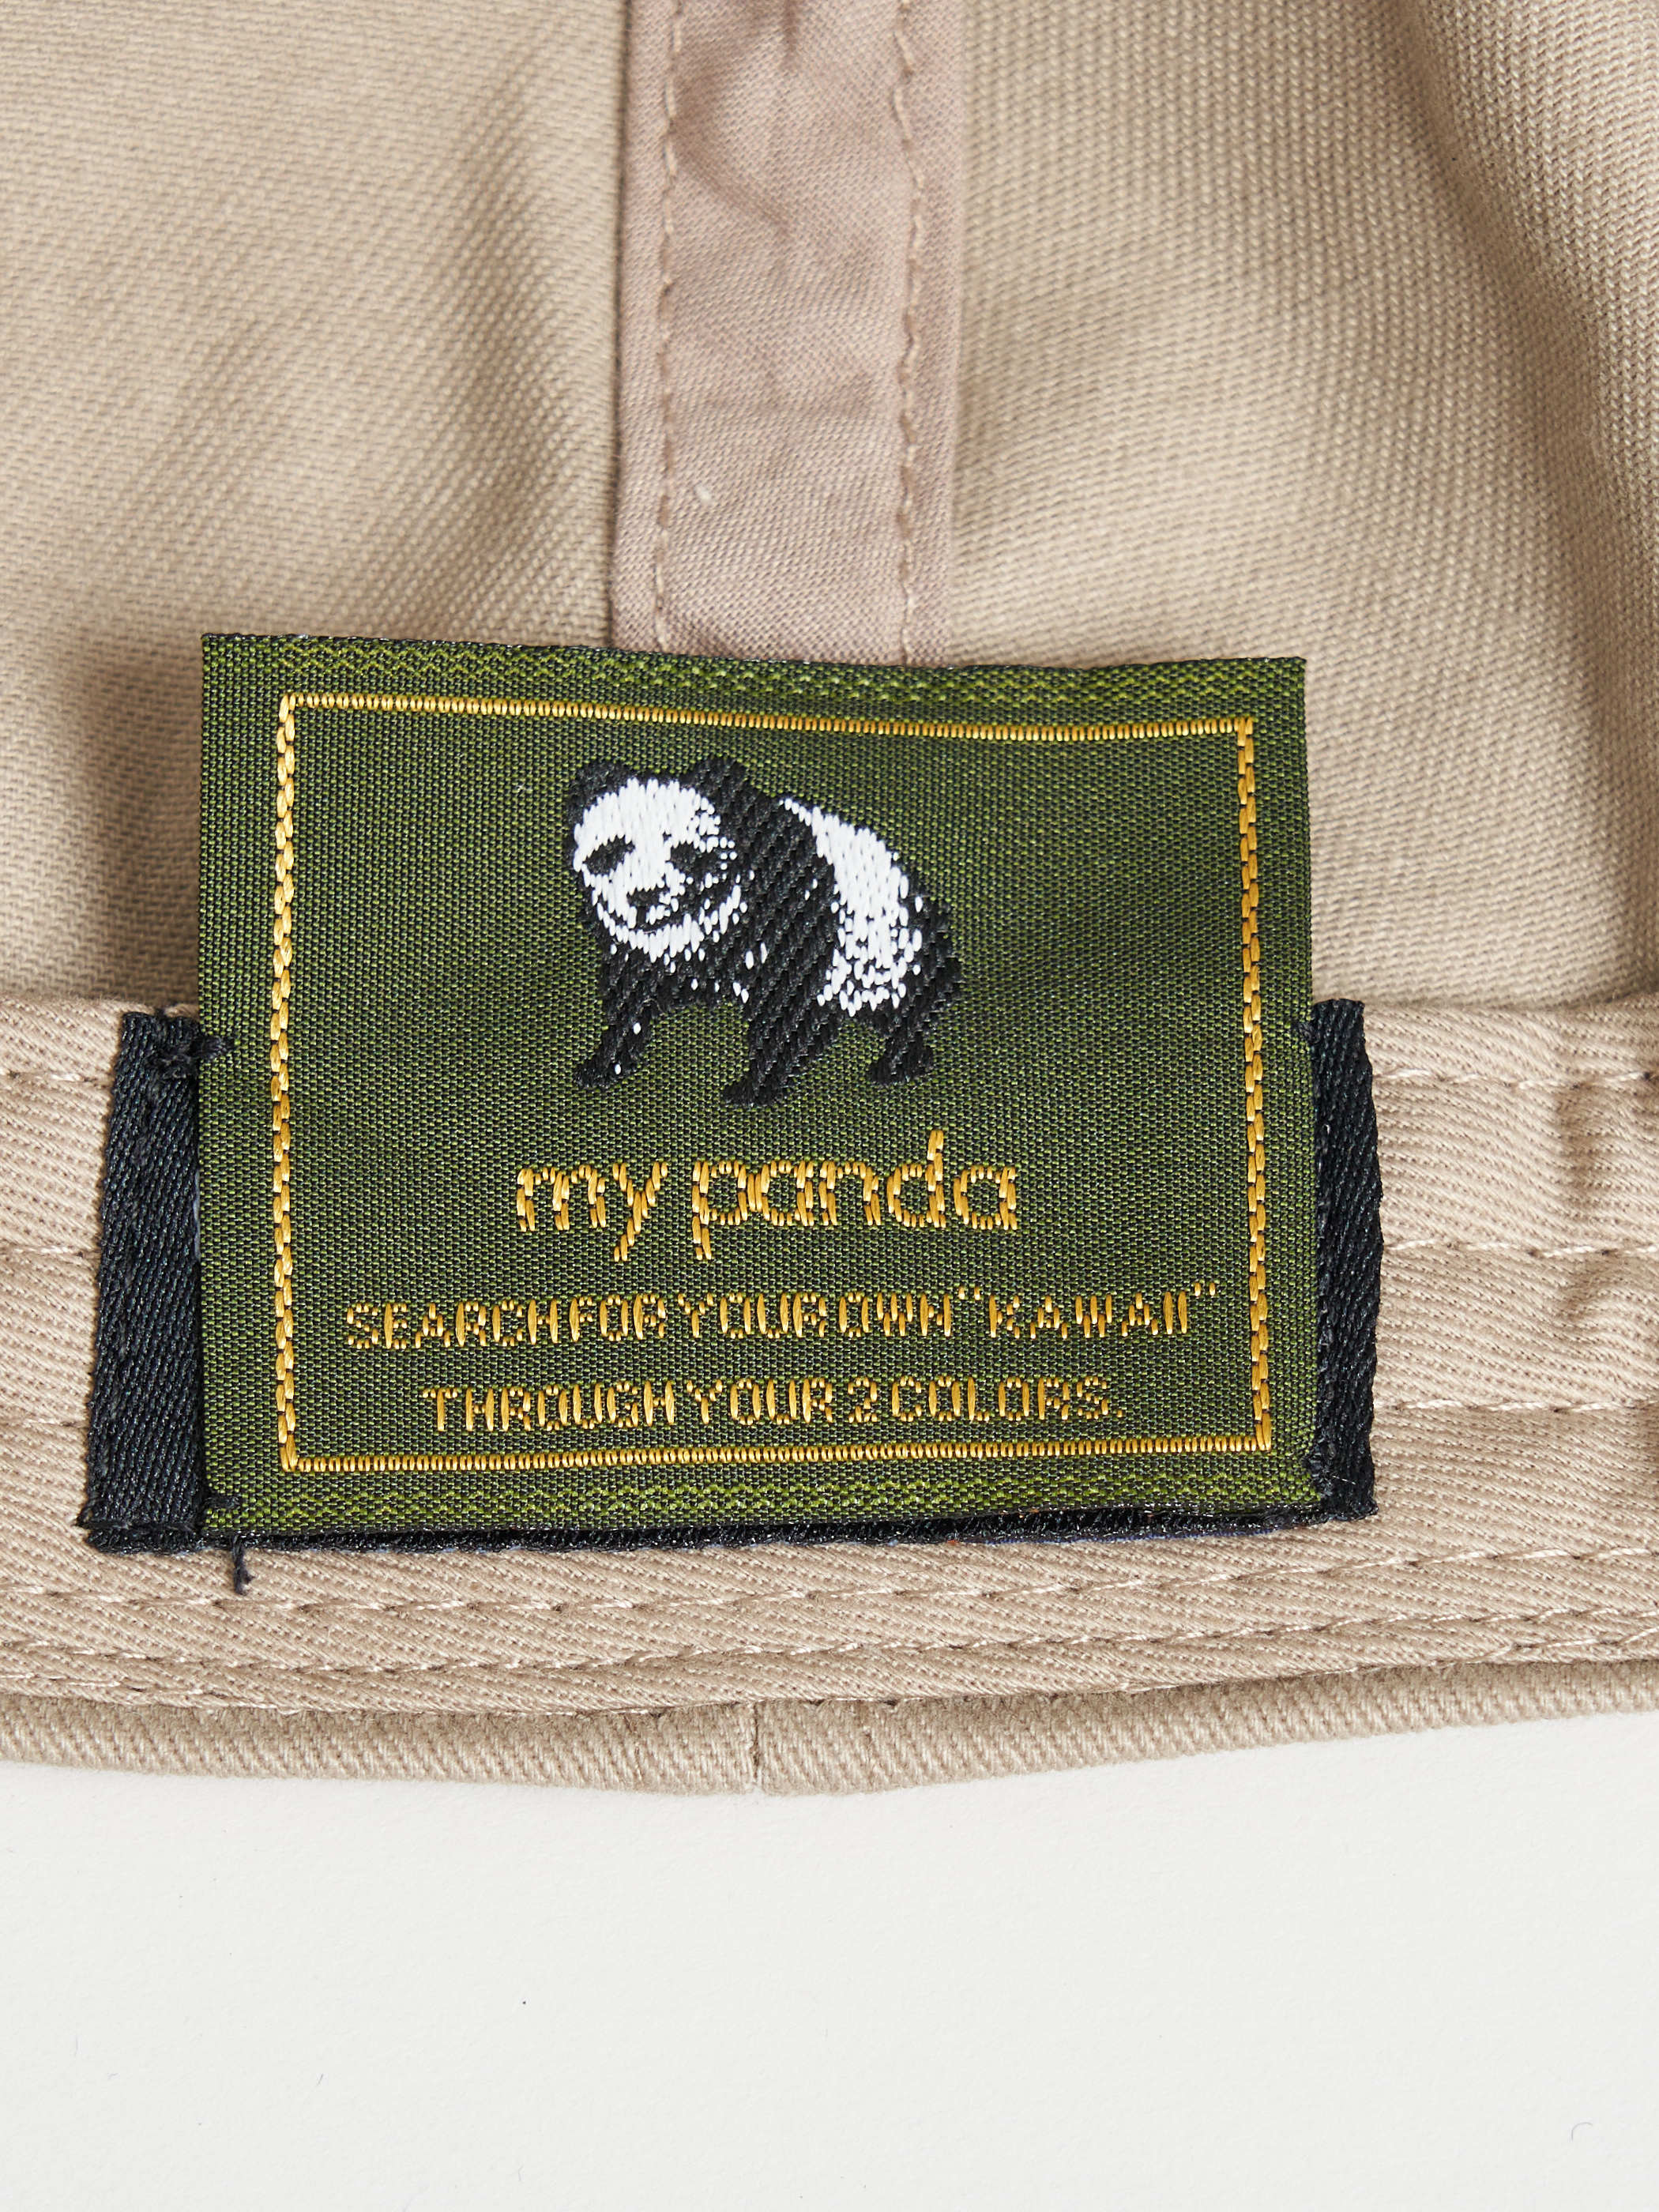 my panda
SEARCH FOR YOUR OWN "KAWAII"
THROUGH YOUR 2 COLORS.